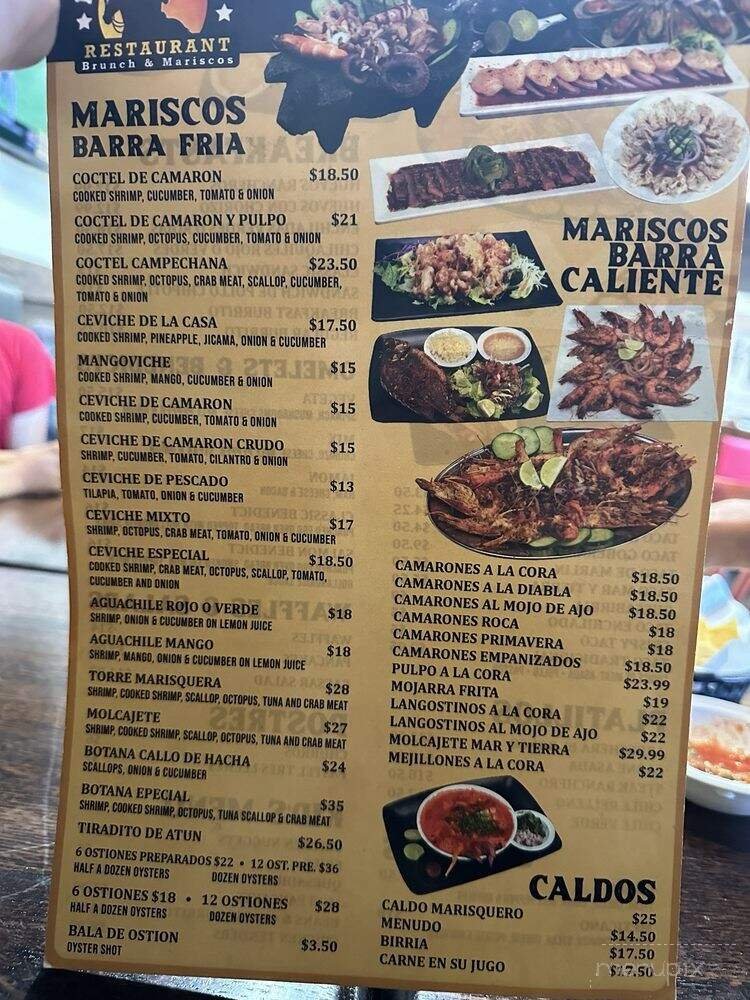 RESTAURANT
Brunch & Mariscos
MARISCOS
BARRA FRIA
COCTEL DE CAMARON $18.50
COOKED SHRIMP, CUCUMBER, TOMATO & ONION
COCTEL DE CAMARON Y PULPO $21
COOKED SHRIMP, OCTOPUS, CUCUMBER, TOMATO & ONION
COCTEL CAMPECHANA $23.50
COOKED SHRIMP, OCTOPUS, CRAB MEAT, SCALLOP, CUCUMBER,
TOMATO & ONION
CEVICHE DE LA CASA $17.50
COOKED SHRIMP, PINEAPPLE, JICAMA, ONION & CUCUMBER
MANGOVICHE $15
COOKED SHRIMP, MANGO, CUCUMBER & ONION
CEVICHE DE CAMARON $15
COOKED SHRIMP, CUCUMBER, TOMATO & ONION
CEVICHE DE CAMARON CRUDO $15
SHRIMP, CUCUMBER, TOMATO, CILANTRO & ONION
CEVICHE DE PESCADO $13
TILAPIA, TOMATO, ONION & CUCUMBER
CEVICHE MIXTO $17
SHRIMP, OCTOPUS, CRAB MEAT, TOMATO, ONION & CUCUMBER
CEVICHE ESPECIAL $18.50
COOKED SHRIMP, CRAB MEAT, OCTOPUS, SCALLOP, TOMATO,
CUCUMBER AND ONION
AGUACHILE ROJO O VERDE $18
SHRIMP, ONION & CUCUMBER ON LEMON JUICE
AGUACHILE MANGO $18
SHRIMP, MANGO, ONION & CUCUMBER ON LEMON JUICE
TORRE MARISQUERA $28
SHRIMP, COOKED SHRIMP, SCALLOP, OCTOPUS, TUNA AND CRAB MEAT
MOLCAJETE $27
SHRIMP, COOKED SHRIMP, SCALLOP, OCTOPUS, TUNA AND CRAB MEAT
BOTANA CALLO DE HACHA $24
SCALLOPS, ONION & CUCUMBER
BOTANA EPECIAL $35
SHRIMP, COOKED SHRIMP, OCTOPUS, TUNA SCALLOP & CRAB MEAT
TIRADITO DE ATUN $26.50
6 OSTIONES PREPARADOS $22 • 12 OST. PRE. $36
HALF A DOZEN OYSTERS DOZEN OYSTERS
6 OSTIONES $18 • 12 OSTIONES $28
HALF A DOZEN OYSTERS DOZEN OYSTERS
BALA DE OSTION $3.50
OYSTER SHOT
MARISCOS
BARRA
CALIENTE
CAMARONES A LA CORA $18.50
CAMARONES A LA DIABLA $18.50
CAMARONES AL MOJO DE AJO $18.50
CAMARONES ROCA $18
CAMARONES PRIMAVERA $18
CAMARONES EMPANIZADOS $18.50
PULPO A LA CORA $23.99
MOJARRA FRITA $19
LANGOSTINOS A LA CORA $22
LANGOSTINOS AL MOJO DE AJO $22
MOLCAJETE MAR Y TIERRA $29.99
MEJILLONES A LA CORA $22
CALDOS
CALDO MARISQUERO $25
MENUDO $14.50
BIRRIA $17.50
CARNE EN SU JUGO $17.50
menupix